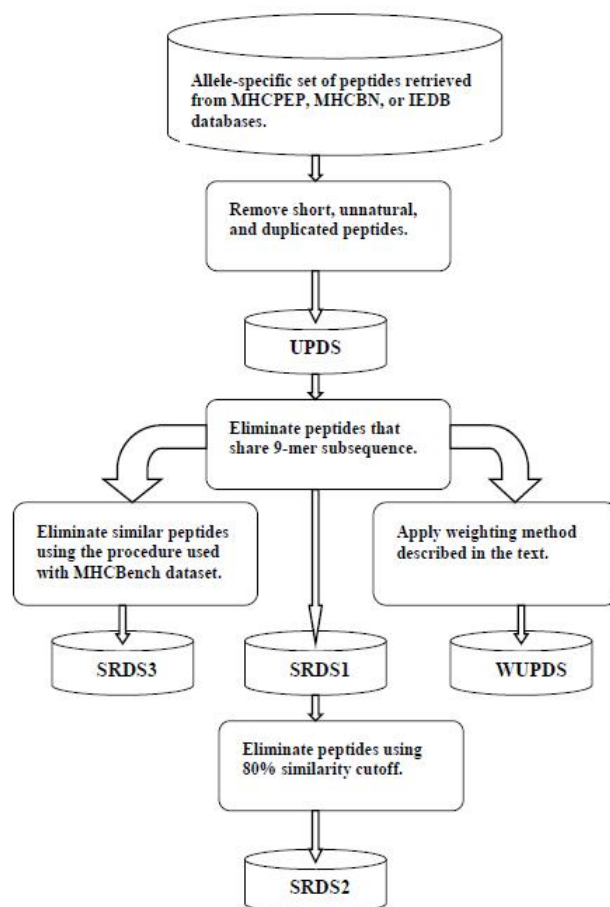 Allele-specific set of peptides retrieved
from MHCPEP, MHCBN, or IEDB
databases.
Remove short, unnatural,
and duplicated peptides.
UPDS
Eliminate peptides that
share 9-mer subsequence.
Eliminate similar peptides
using the procedure used
with MHCBench dataset.
Apply weighting method
described in the text.
SRDS3
SRDS1
WUPDS
Eliminate peptides using
80% similarity cutoff.
SRDS2